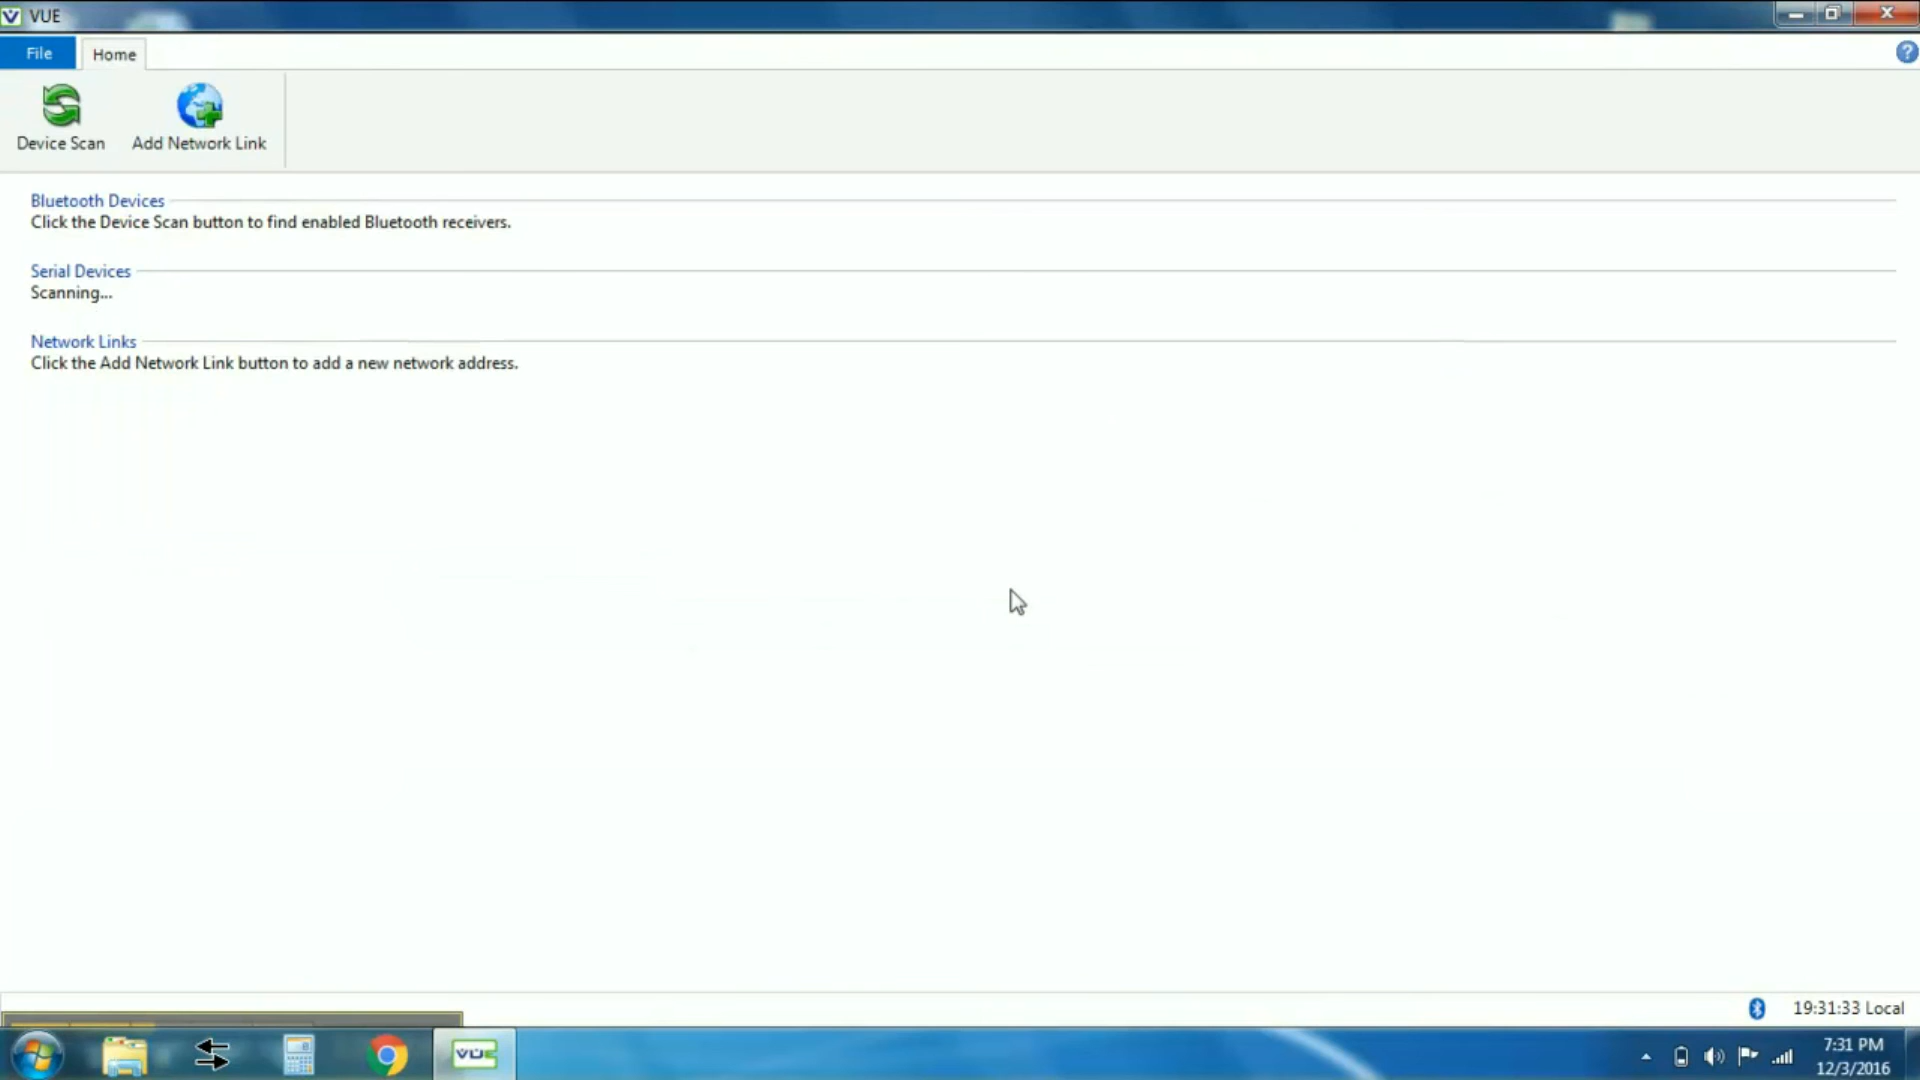 VUE
File
Home
Device Scan
Add Network Link
Bluetooth Devices
Click the Device Scan button to find enabled Bluetooth receivers.
Serial Devices
Scanning...
Network Links
Click the Add Network Link button to add a new network address.
19:31:33 Local
VUE
7:31 PM
12/3/2016